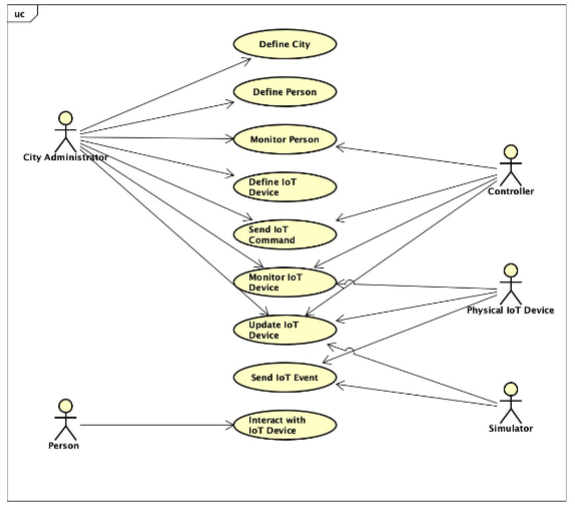 uc
Define City
Define Person
Monitor Person
City Administrator
Define IoT
Device
Controller
Send IoT
Command
Monitor IoT
Device
Physical IoT Device
Update IoT
Device
Send IoT Event
Interact with
IoT Device
Person
Simulator